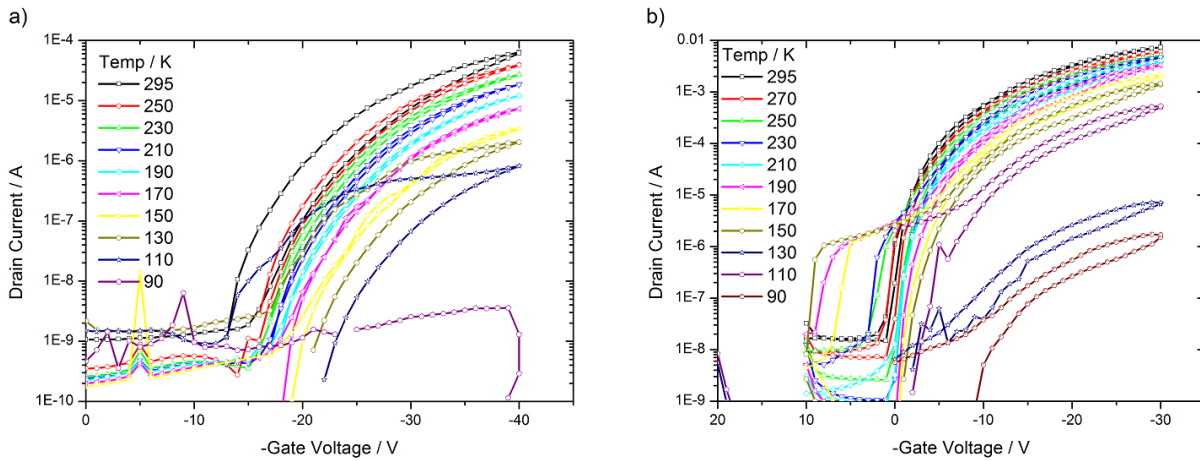 a)
1E-4
1E-5
1E-6
1E-7
1E-8
1E-9
1E-10
Drain Current / A
Temp / K
295
250
230
210
190
170
150
130
110
90
0
-10
-20
-30
-40
-Gate Voltage / V
b)
0.01
1E-3
1E-4
1E-5
1E-6
1E-7
1E-8
1E-9
Drain Current / A
Temp / K
295
270
250
230
210
190
170
150
130
110
90
20
10
0
-10
-20
-30
-Gate Voltage / V